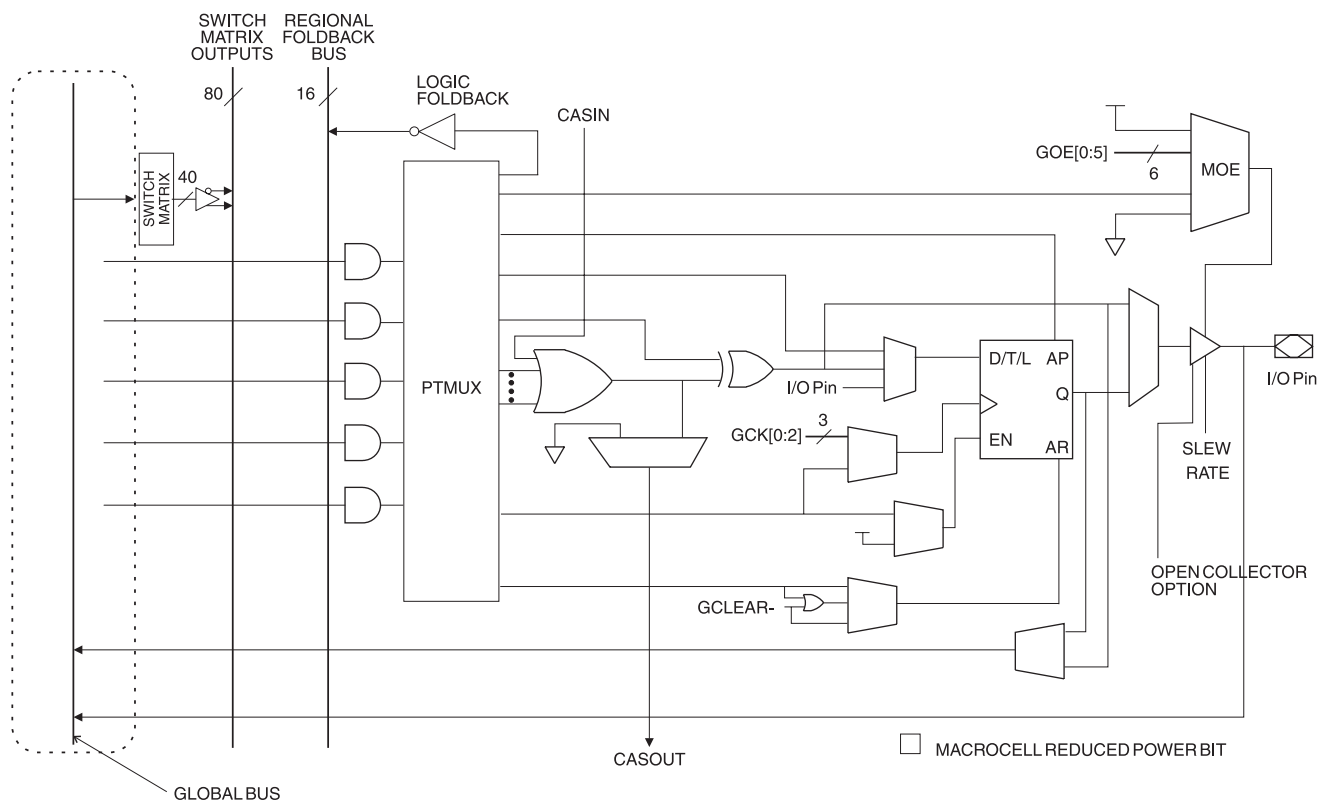 SWITCH
MATRIX
OUTPUTS
REGIONAL
FOLDBACK
BUS
80
16
LOGIC
FOLDBACK
CASIN
GOE[0:5]
6
MOE
SWITCH
MATRIX
40
PTMUX
D/T/L
AP
Q
EN
AR
I/O Pin
I/O Pin
GCK[0:2]
3
SLEW
RATE
OPEN COLLECTOR
OPTION
GCLEAR-
CASOUT
MACROCELL REDUCED POWER BIT
GLOBAL BUS